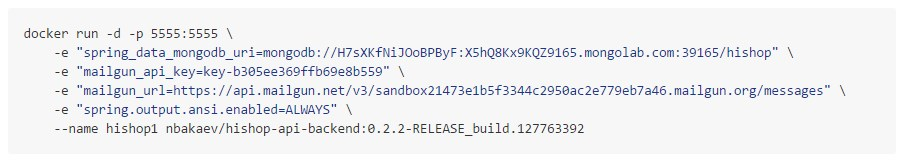 docker run -d -p 5555:5555 \
-e "spring_data_mongodb_uri=mongodb://H7sXKfNiJOoBPByF:X5hQ8Kx9KQZ9165.mongolab.com:39165/hishop" \
-e "mailgun_api_key=key-b305ee369ffb69e8b559" \
-e "mailgun_url=https://api.mailgun.net/v3/sandbox21473e1b5f3344c2950ac2e779eb7a46.mailgun.org/messages" \
-e "spring.output.ansi.enabled=ALWAYS" \
--name hishop1 nbakaev/hishop-api-backend:0.2.2-RELEASE_build.127763392